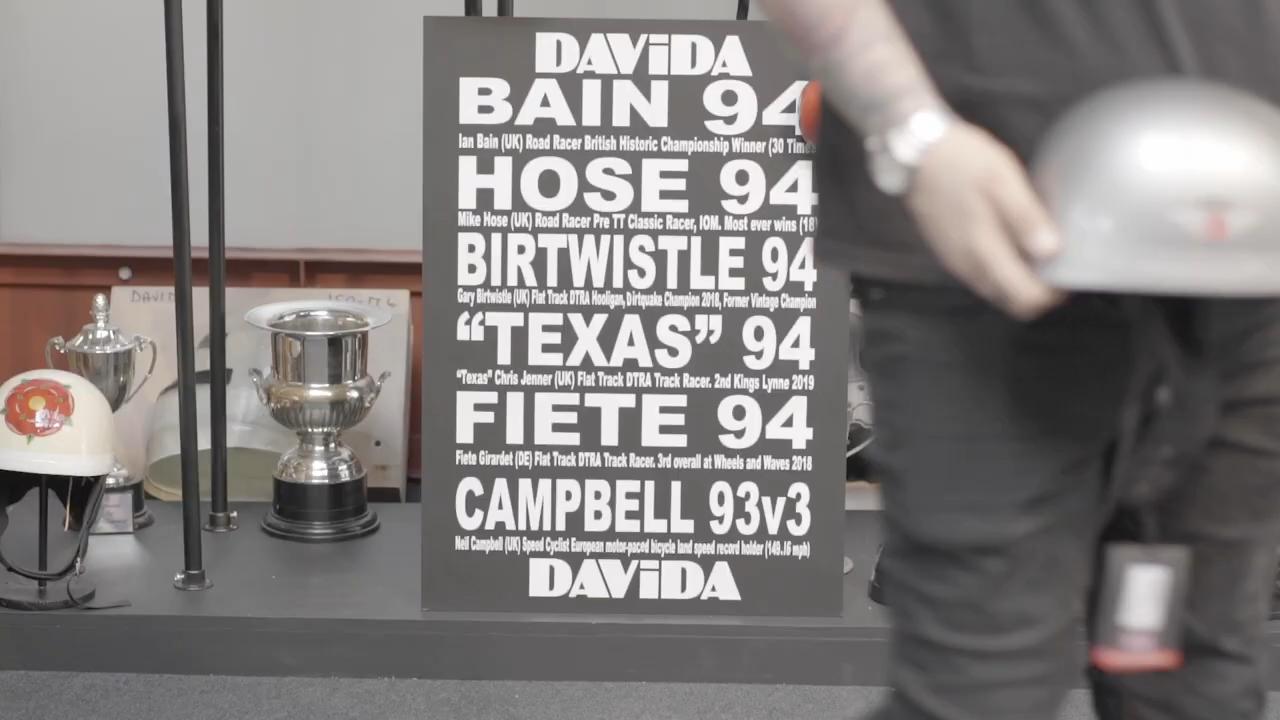 DAViDA
BAIN 94
Ian Bain (UK) Road Racer British Historic Championship Winner (30 Times
HOSE 94
Mike Hose (UK) Road Racer Pre TT Classic Racer, IOM. Most ever wins (18)
BIRTWISTLE 94
Gary Birtwistle (UK) Flat Track DTRA Hooligan, Dirtquake Champion 2018, Former Vintage Champion
“TEXAS” 94
"Texas" Chris Jenner (UK) Flat Track DTRA Track Racer. 2nd Kings Lynne 2019
FIETE 94
Fiete Girardet (DE) Flat Track DTRA Track Racer. 3rd overall at Wheels and Waves 2018
CAMPBELL 93v3
Neil Campbell (UK) Speed Cyclist European motor-paced bicycle land speed record holder (149.16 mph)
DAViDA
DAVID